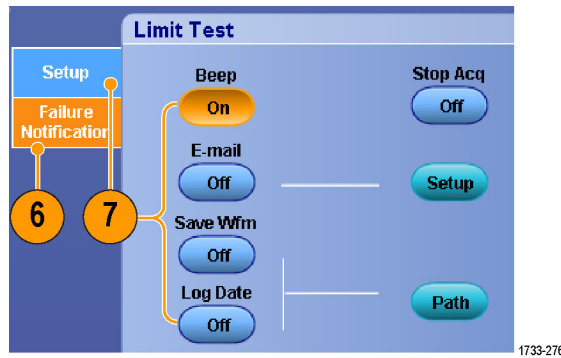 Limit Test
Setup
Failure
Notification
6
7
Beep
On
E-mail
Off
Save Wfm
Off
Log Date
Off
Stop Acq
Off
Setup
Path
1733-276